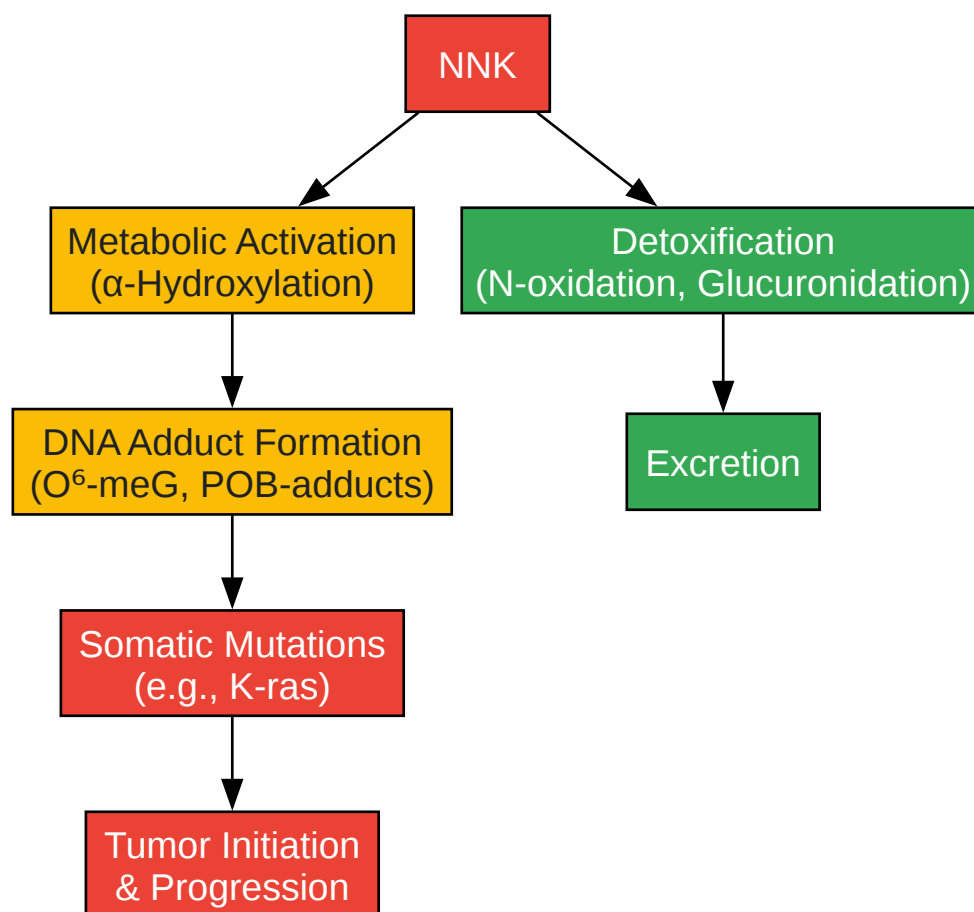 NNK
Metabolic Activation
(α-Hydroxylation)
Detoxification
(N-oxidation, Glucuronidation)
DNA Adduct Formation
(O⁶-meG, POB-adducts)
Excretion
Somatic Mutations
(e.g., K-ras)
Tumor Initiation
& Progression